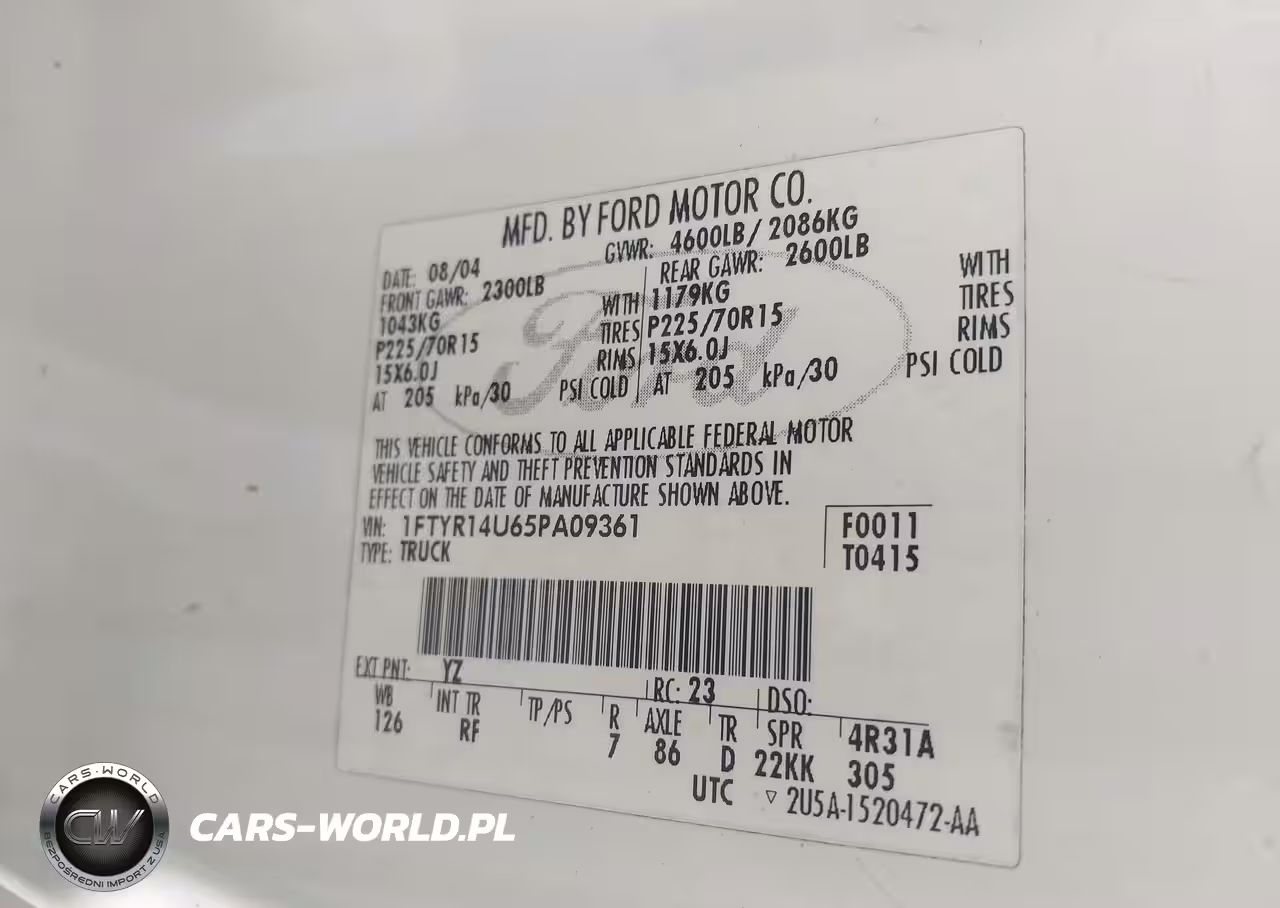 MFD. BY FORD MOTOR CO.
DATE: 08/04 GVWR: 4600LB/ 2086KG
FRONT GAWR: 2300LB REAR GAWR: 2600LB
1043KG WITH 1179KG WITH
P225/70R15 TIRES P225/70R15 TIRES
15X6.0J RIMS 15X6.0J RIMS
AT 205 kPa/30 PSI COLD AT 205 kPa/30 PSI COLD
Ford
THIS VEHICLE CONFORMS TO ALL APPLICABLE FEDERAL MOTOR
VEHICLE SAFETY AND THEFT PREVENTION STANDARDS IN
EFFECT ON THE DATE OF MANUFACTURE SHOWN ABOVE.
VIN: 1FTYR14U65PA09361 F0011
TYPE: TRUCK T0415
EXT PNT: YZ RC: 23 DSO:
WB INT TR TP/PS R AXLE TR SPR 4R31A
126 RF 7 86 D 22KK 305
UTC ▽ 2U5A-1520472-AA
CARS-WORLD
CW
BEZPOŚREDNI IMPORT Z USA
CARS-WORLD.PL